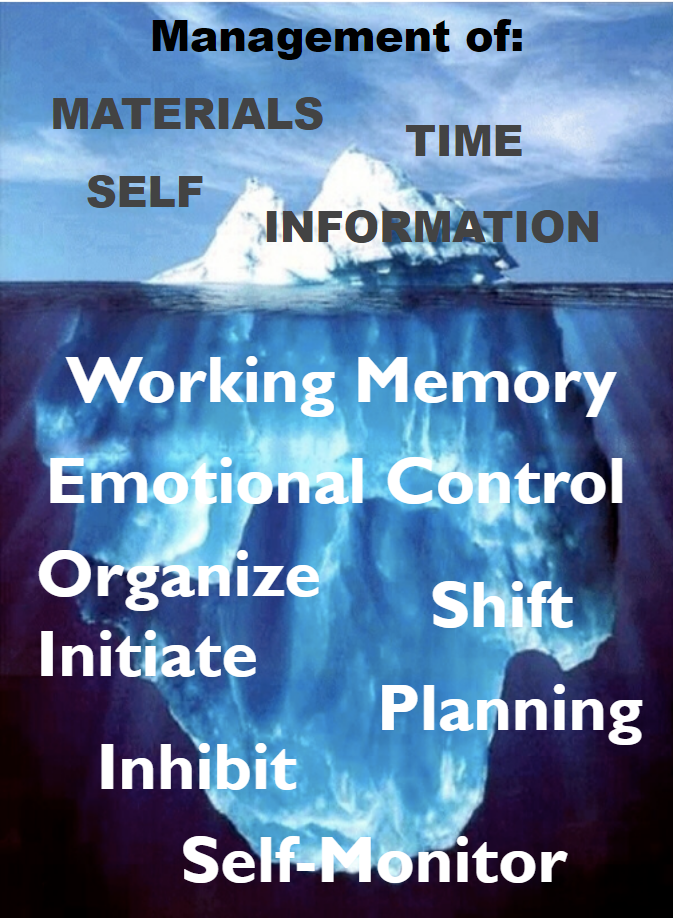 Management of:
MATERIALS
TIME
SELF
INFORMATION
Working Memory
Emotional Control
Organize
Shift
Initiate
Planning
Inhibit
Self-Monitor